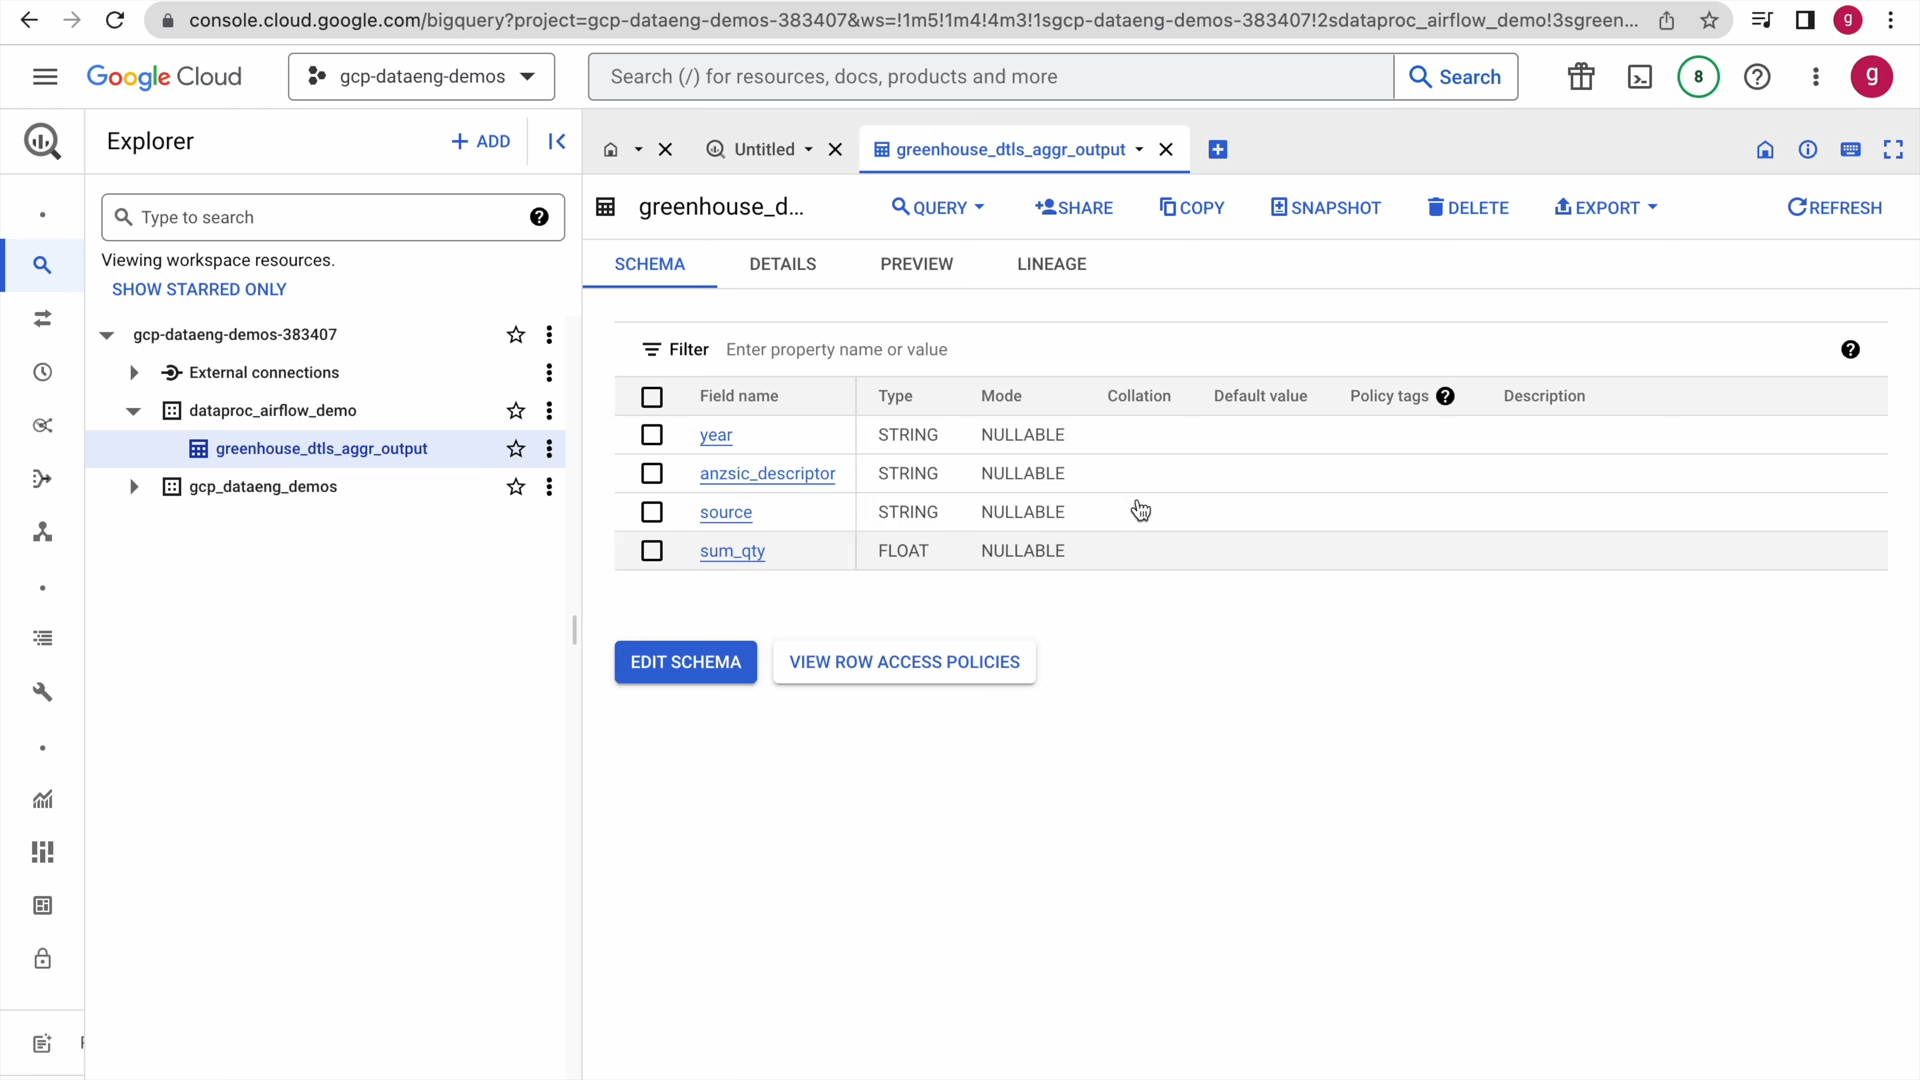 console.cloud.google.com/bigquery?project=gcp-dataeng-demos-383407&ws=!1m5!1m4!4m3!1sgcp-dataeng-demos-383407!2sdataproc_airflow_demo!3sgreen...
g
Google Cloud
gcp-dataeng-demos
Search (/) for resources, docs, products and more
Search
8
g
Explorer
+ ADD
Untitled
greenhouse_dtls_aggr_output
greenhouse_d...
QUERY
SHARE
COPY
SNAPSHOT
DELETE
EXPORT
REFRESH
Type to search
Viewing workspace resources.
SHOW STARRED ONLY
gcp-dataeng-demos-383407
External connections
dataproc_airflow_demo
greenhouse_dtls_aggr_output
gcp_dataeng_demos
SCHEMA DETAILS PREVIEW LINEAGE
Filter Enter property name or value
Field name Type Mode Collation Default value Policy tags Description
year STRING NULLABLE
anzsic_descriptor STRING NULLABLE
source STRING NULLABLE
sum_qty FLOAT NULLABLE
EDIT SCHEMA VIEW ROW ACCESS POLICIES